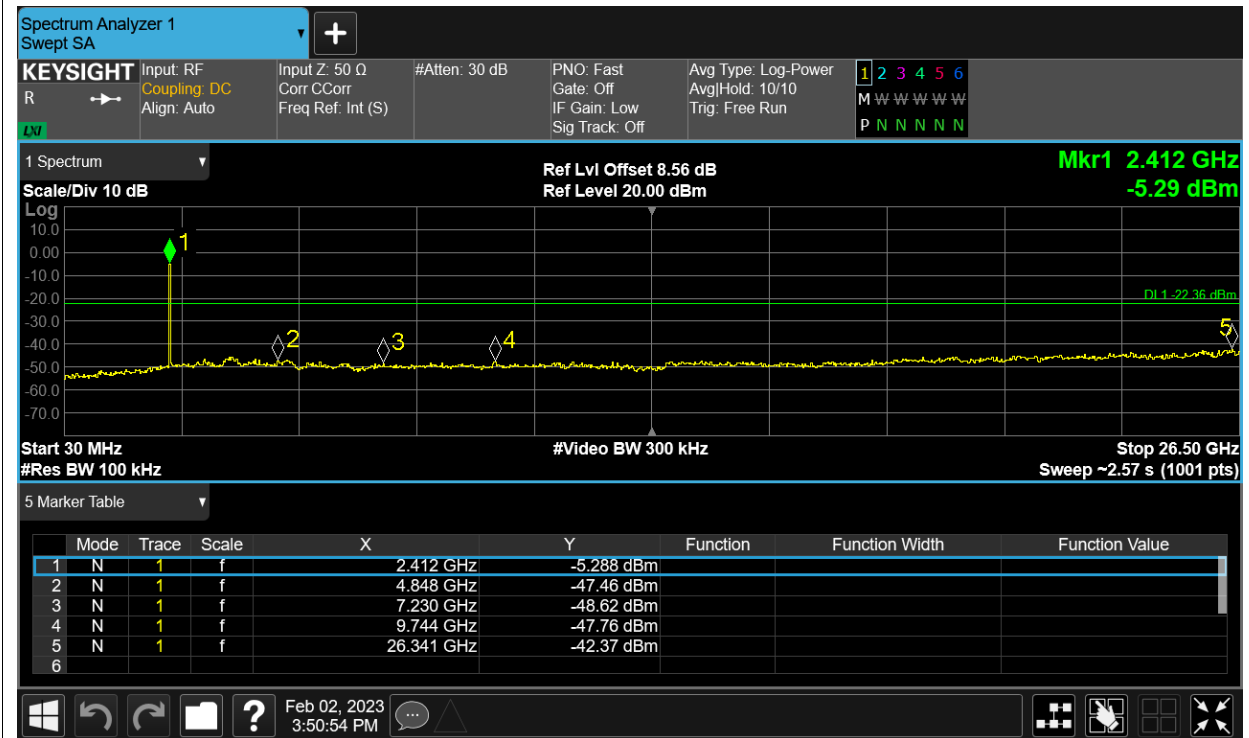 Spectrum Analyzer 1
Swept SA
KEYSIGHT
R
LXI
Input: RF
Coupling: DC
Align: Auto
Input Z: 50 Ω
Corr CCorr
Freq Ref: Int (S)
#Atten: 30 dB
PNO: Fast
Gate: Off
IF Gain: Low
Sig Track: Off
Avg Type: Log-Power
Avg|Hold: 10/10
Trig: Free Run
1 2 3 4 5 6
M W W W W W
P N N N N N
1 Spectrum
Scale/Div 10 dB
Ref Lvl Offset 8.56 dB
Ref Level 20.00 dBm
Mkr1 2.412 GHz
-5.29 dBm
Log
10.0
0.00
-10.0
-20.0
-30.0
-40.0
-50.0
-60.0
-70.0
1
2
3
4
5
DL1 -22.36 dBm
Start 30 MHz
#Res BW 100 kHz
#Video BW 300 kHz
Stop 26.50 GHz
Sweep ~2.57 s (1001 pts)
5 Marker Table
Mode Trace Scale X Y Function Function Width Function Value
1 N 1 f 2.412 GHz -5.288 dBm
2 N 1 f 4.848 GHz -47.46 dBm
3 N 1 f 7.230 GHz -48.62 dBm
4 N 1 f 9.744 GHz -47.76 dBm
5 N 1 f 26.341 GHz -42.37 dBm
6
?
Feb 02, 2023
3:50:54 PM